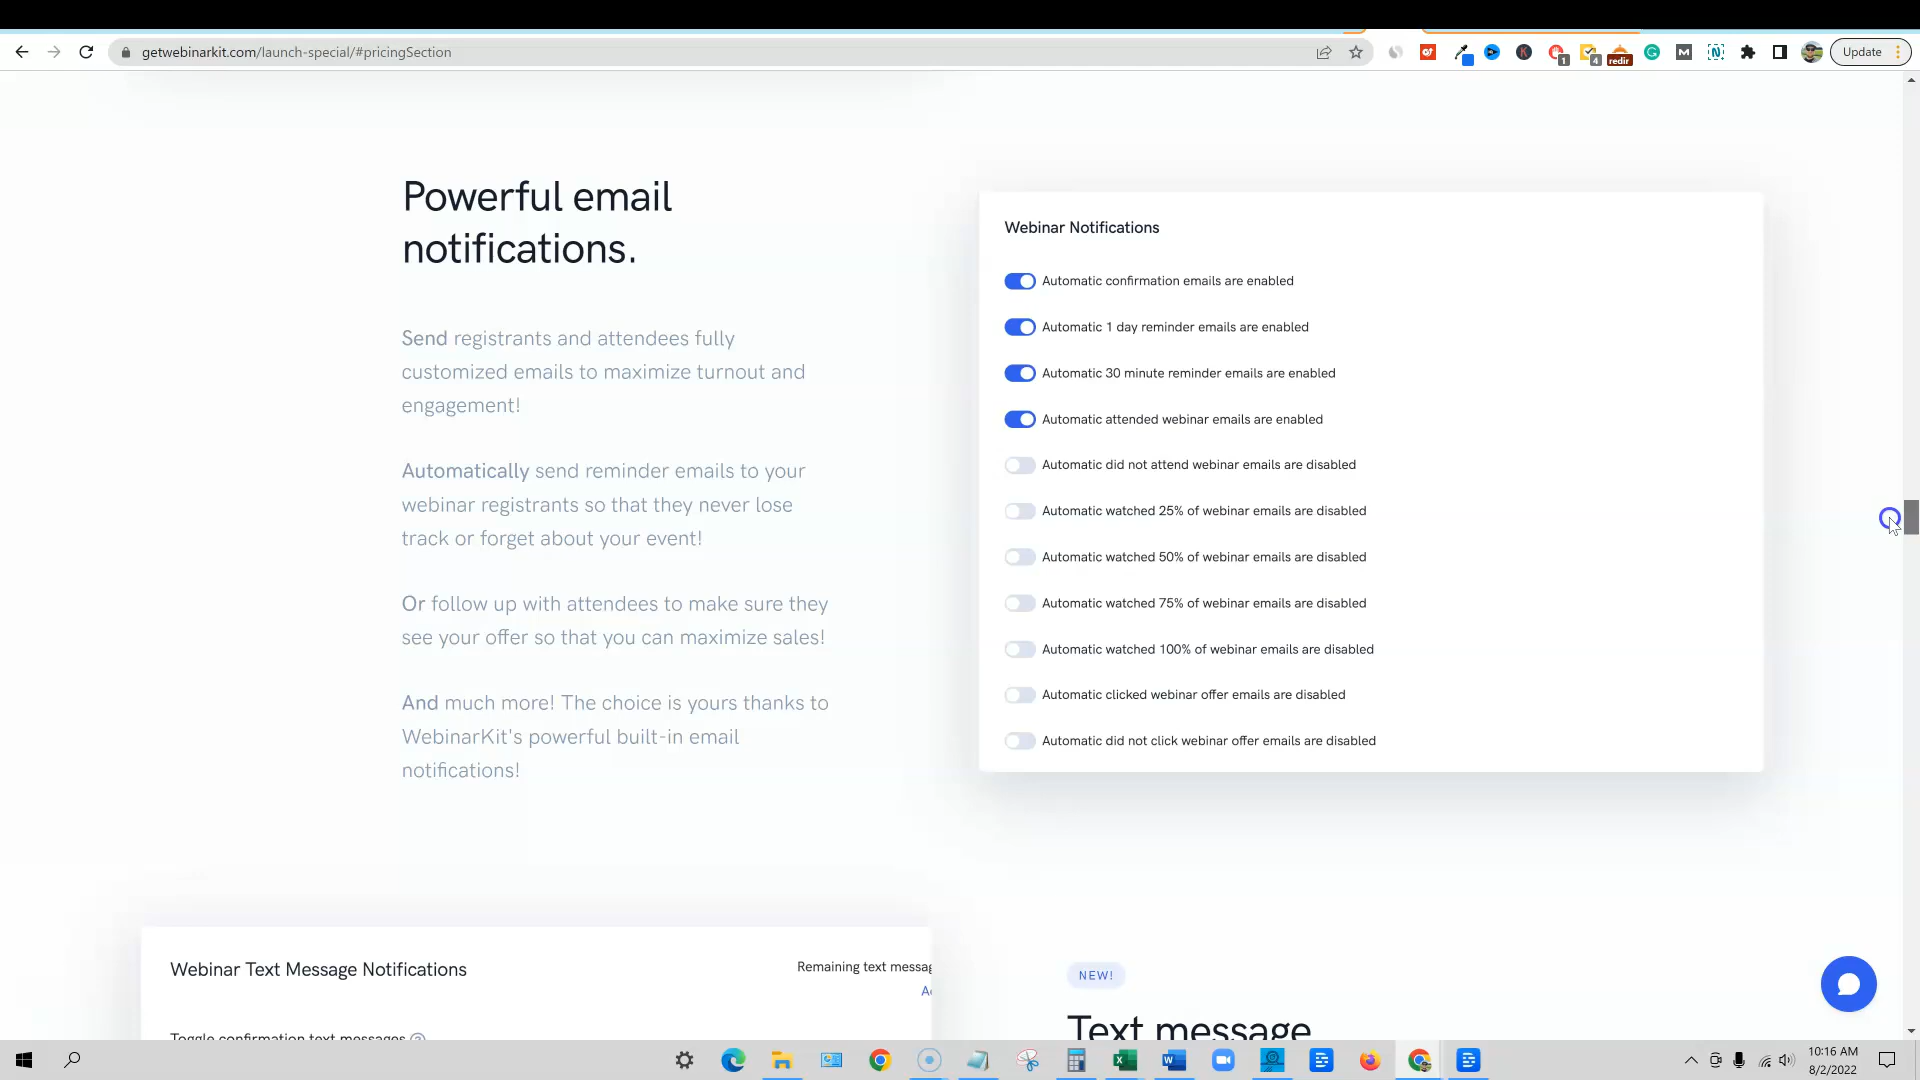 getwebinarkit.com/launch-special/#pricingSection
1
4
redir
Update
Powerful email
notifications.
Send registrants and attendees fully
customized emails to maximize turnout and
engagement!
Automatically send reminder emails to your
webinar registrants so that they never lose
track or forget about your event!
Or follow up with attendees to make sure they
see your offer so that you can maximize sales!
And much more! The choice is yours thanks to
WebinarKit's powerful built-in email
notifications!
Webinar Notifications
Automatic confirmation emails are enabled
Automatic 1 day reminder emails are enabled
Automatic 30 minute reminder emails are enabled
Automatic attended webinar emails are enabled
Automatic did not attend webinar emails are disabled
Automatic watched 25% of webinar emails are disabled
Automatic watched 50% of webinar emails are disabled
Automatic watched 75% of webinar emails are disabled
Automatic watched 100% of webinar emails are disabled
Automatic clicked webinar offer emails are disabled
Automatic did not click webinar offer emails are disabled
Webinar Text Message Notifications
Remaining text messag
Toggle confirmation text messages
NEW!
Text message
10:16 AM
8/2/2022